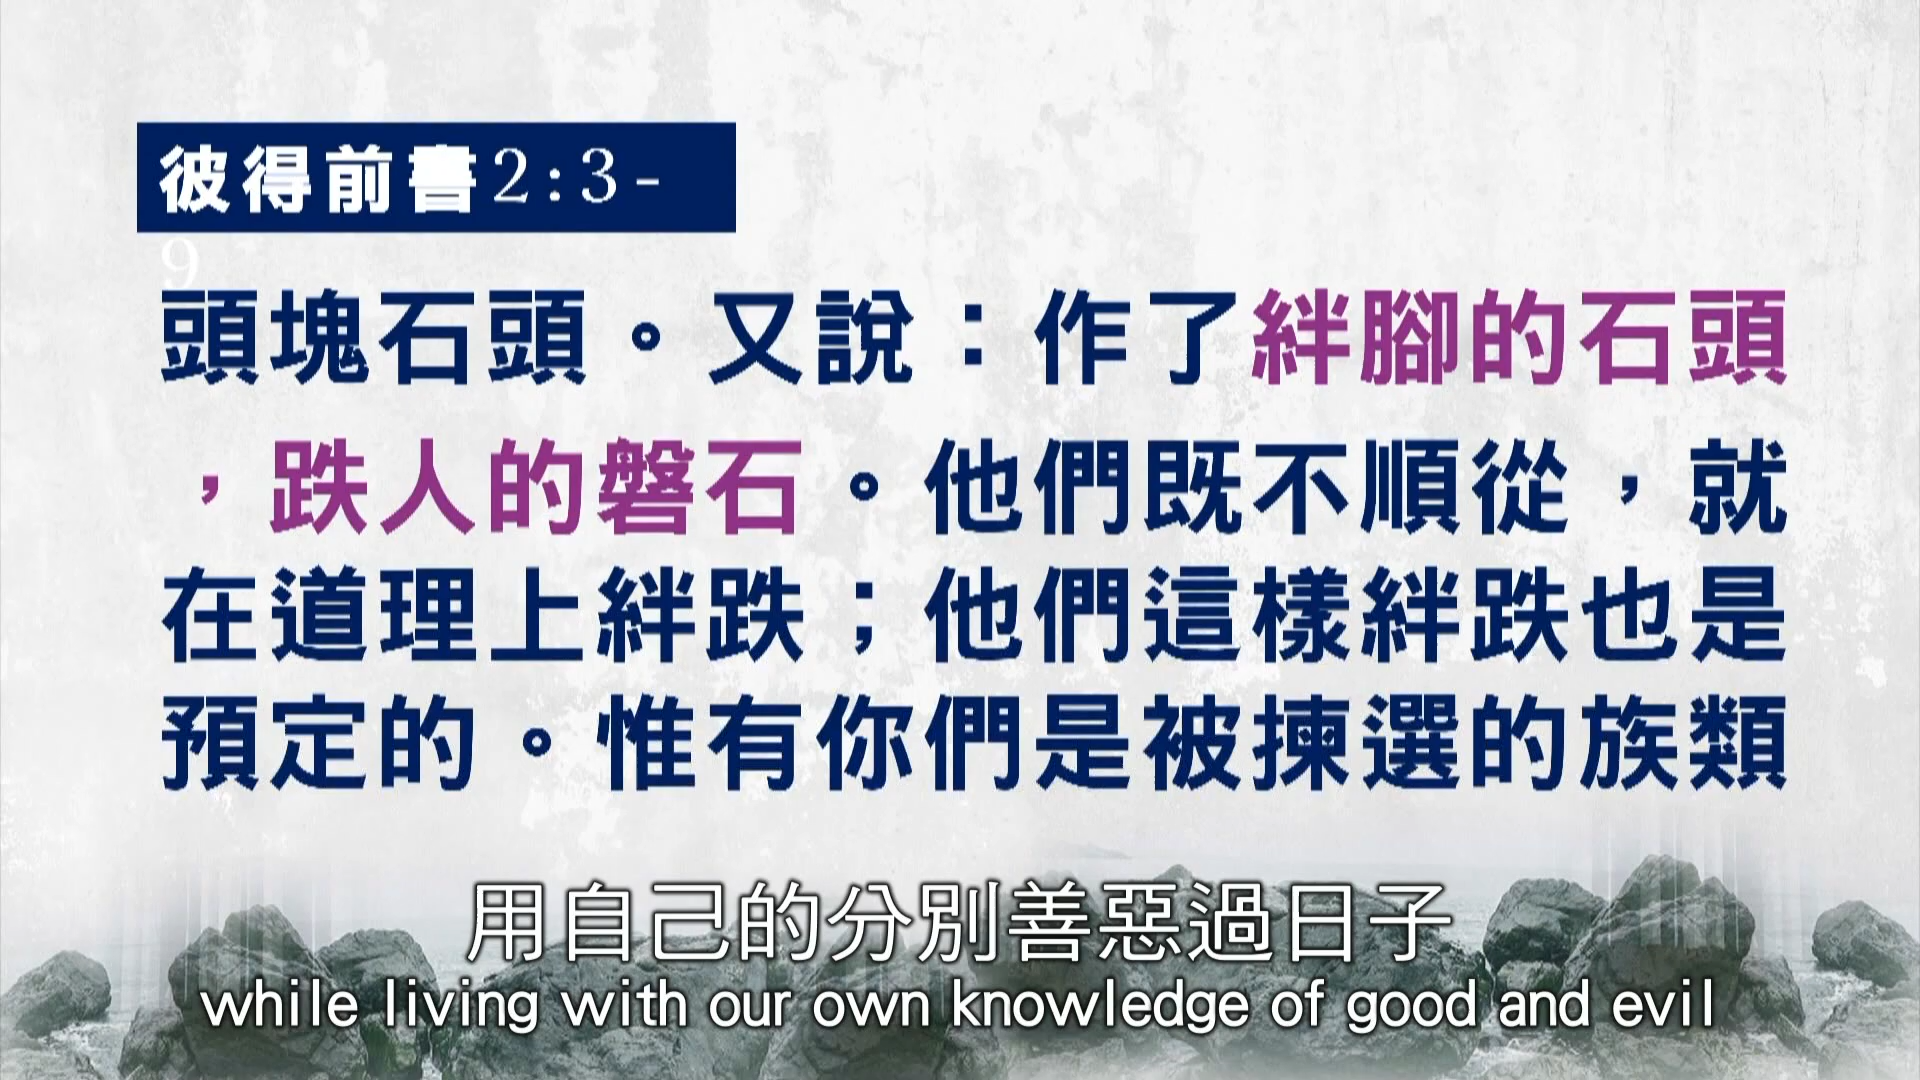 彼得前書2:3-
9
頭塊石頭。又說：作了絆腳的石頭
，跌人的磐石。他們既不順從，就
在道理上絆跌；他們這樣絆跌也是
預定的。惟有你們是被揀選的族類
用自己的分別善惡過日子
while living with our own knowledge of good and evil